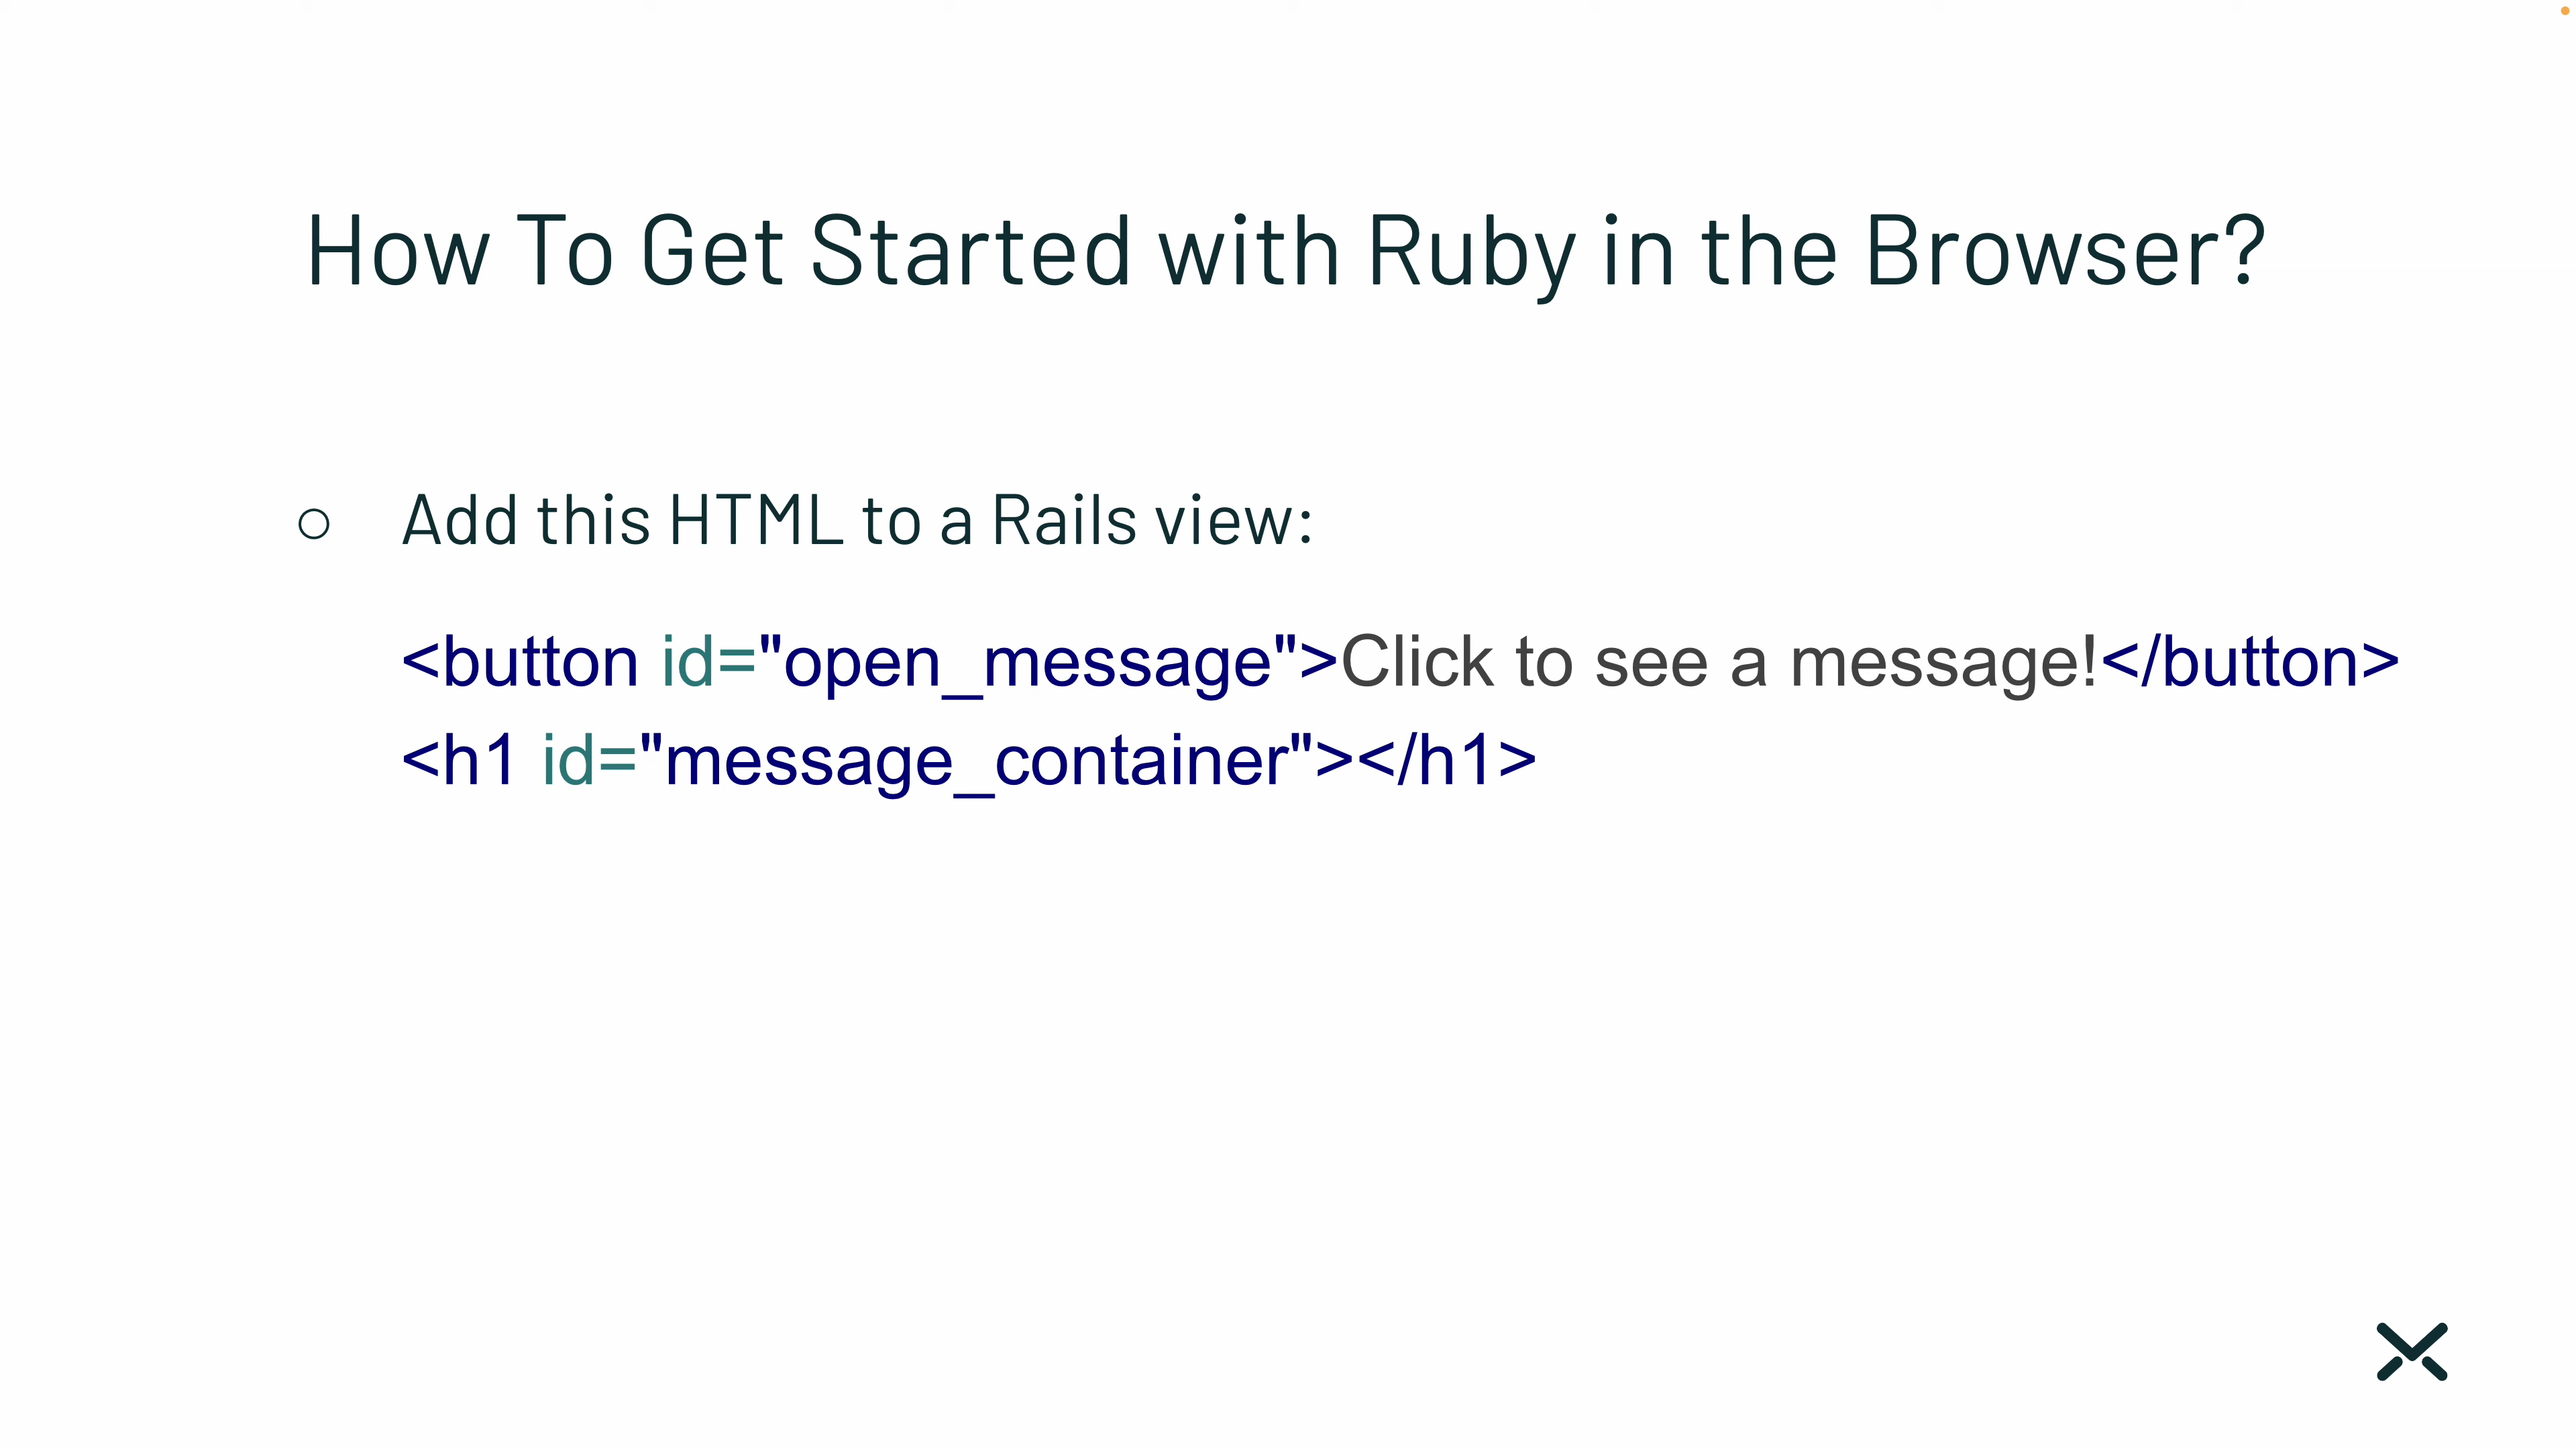 How To Get Started with Ruby in the Browser?
○ Add this HTML to a Rails view:
<button id="open_message">Click to see a message!</button>
<h1 id="message_container"></h1>